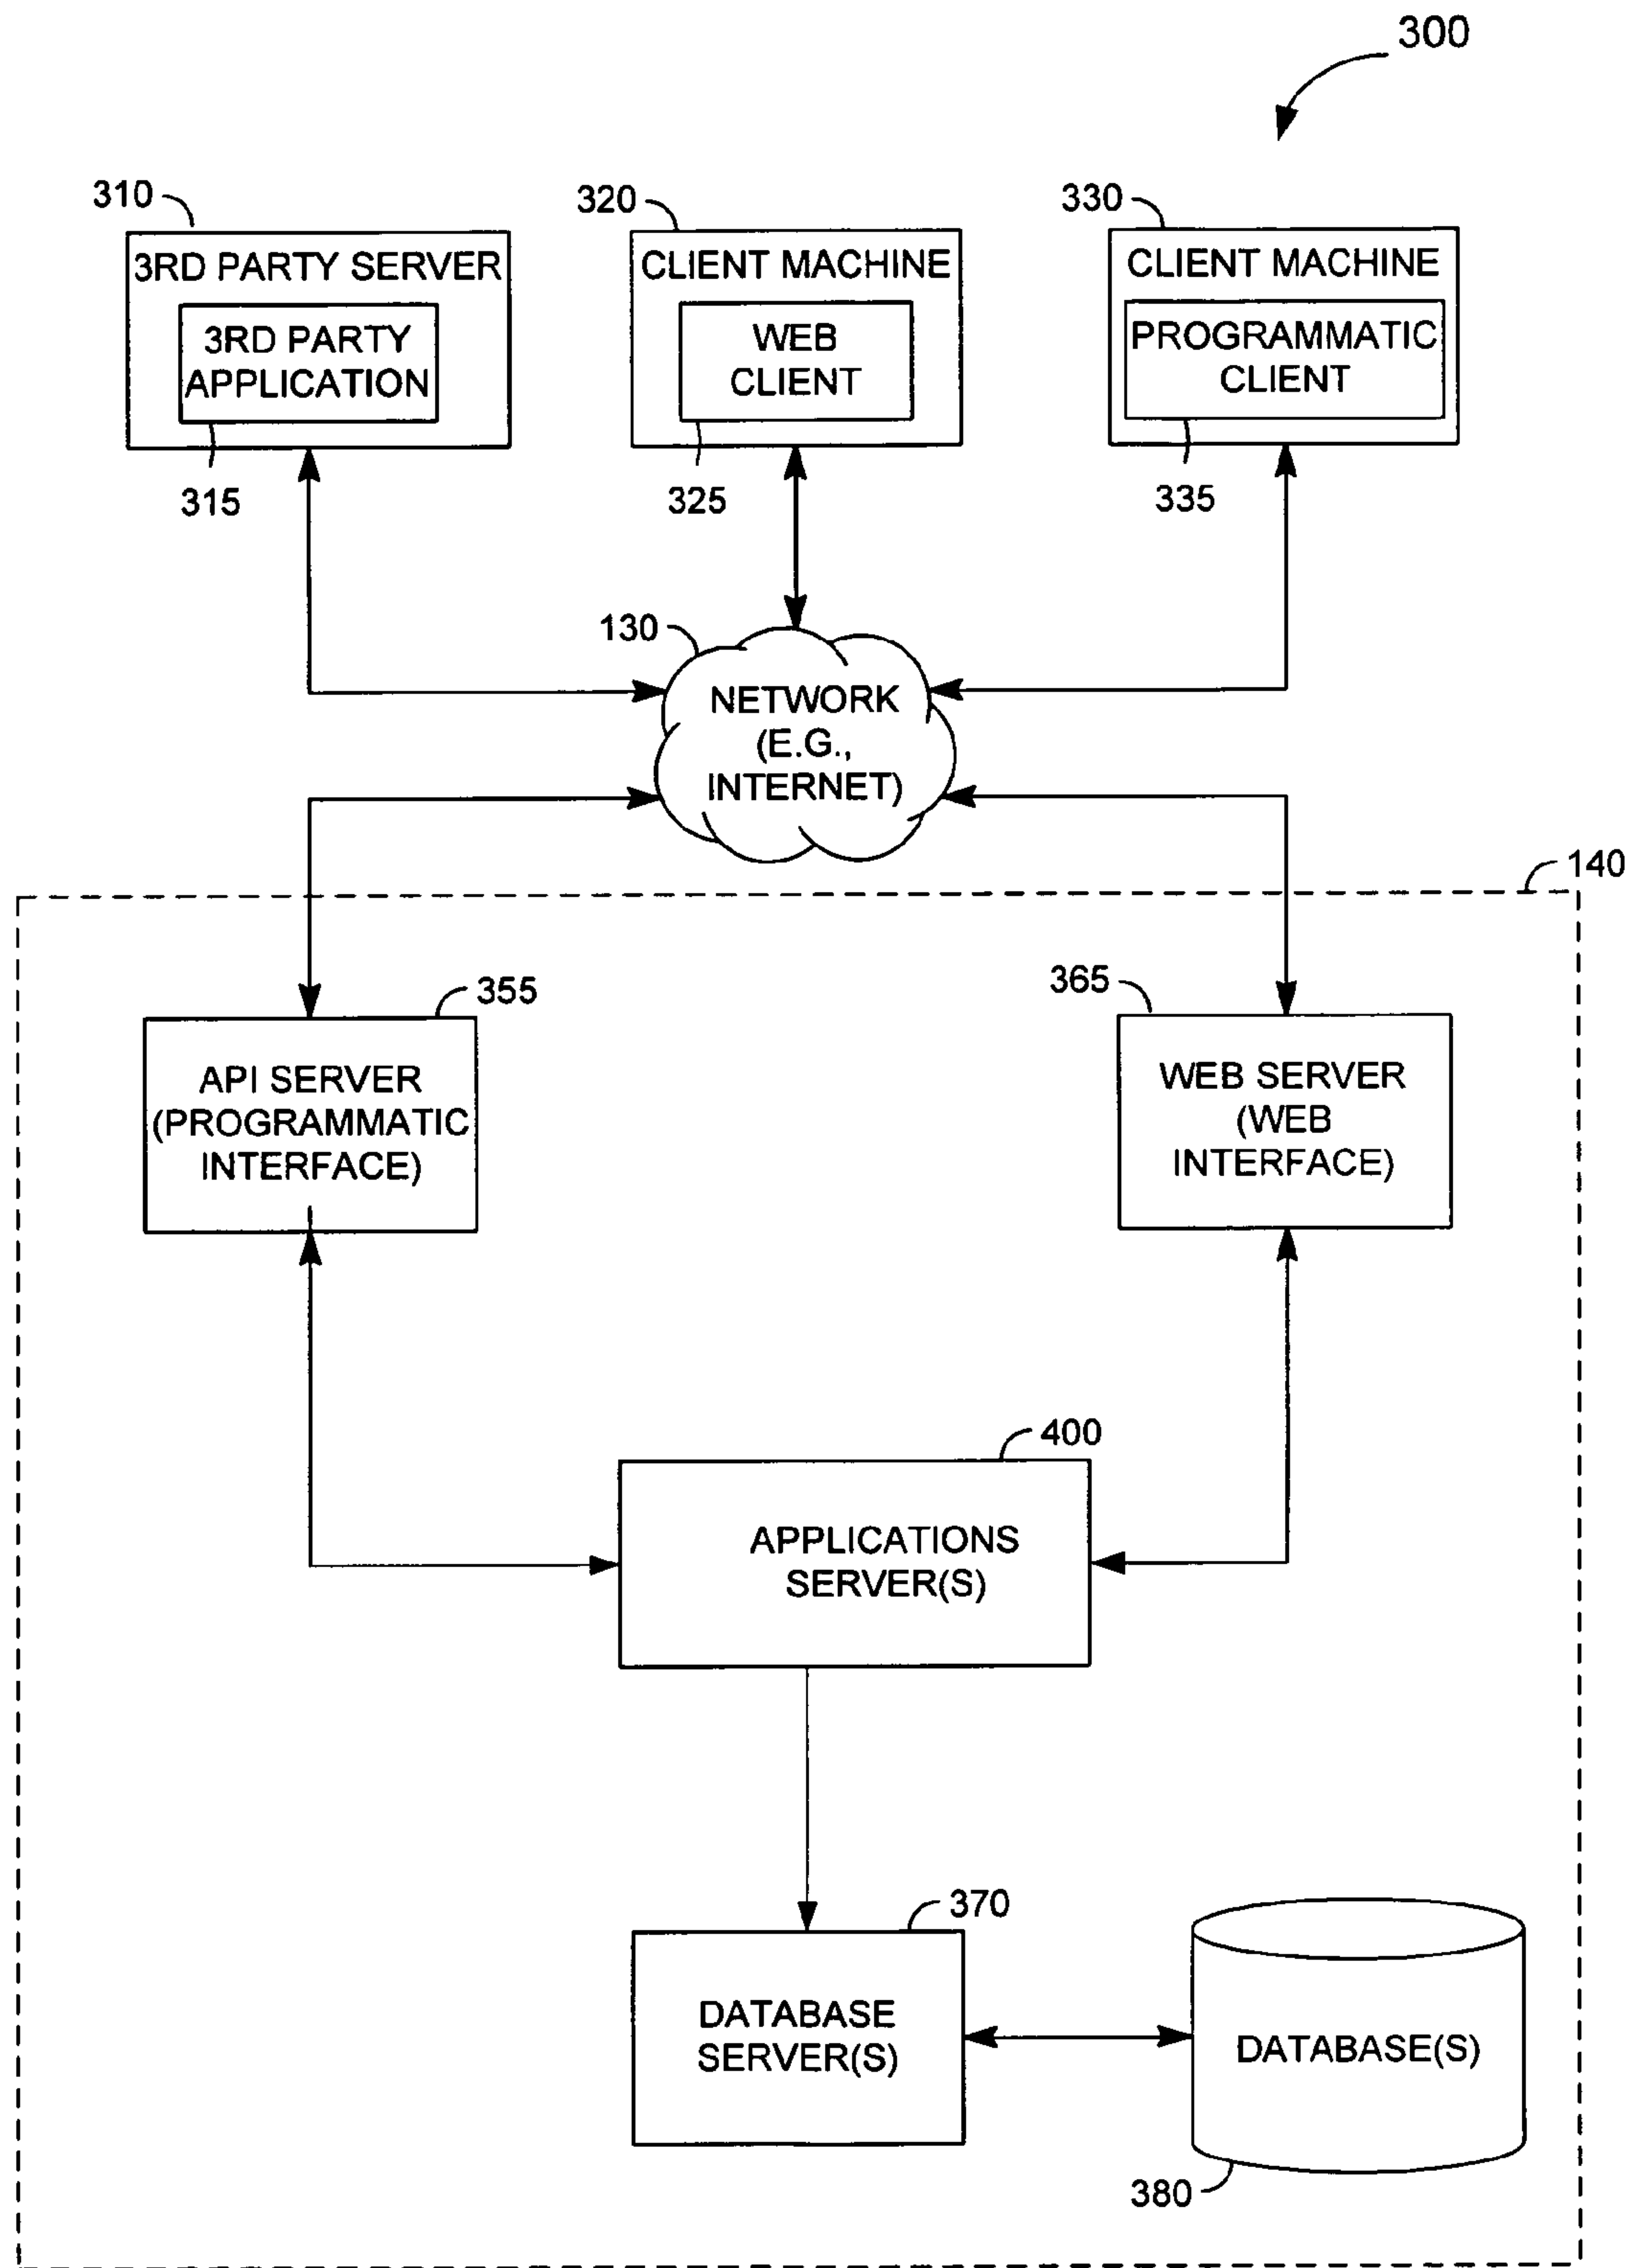 300
310
320
330
3RD PARTY SERVER
3RD PARTY
APPLICATION
315
CLIENT MACHINE
WEB
CLIENT
325
CLIENT MACHINE
PROGRAMMATIC
CLIENT
335
130
NETWORK
(E.G.,
INTERNET)
140
355
API SERVER
(PROGRAMMATIC
INTERFACE)
365
WEB SERVER
(WEB
INTERFACE)
400
APPLICATIONS
SERVER(S)
370
DATABASE
SERVER(S)
DATABASE(S)
380